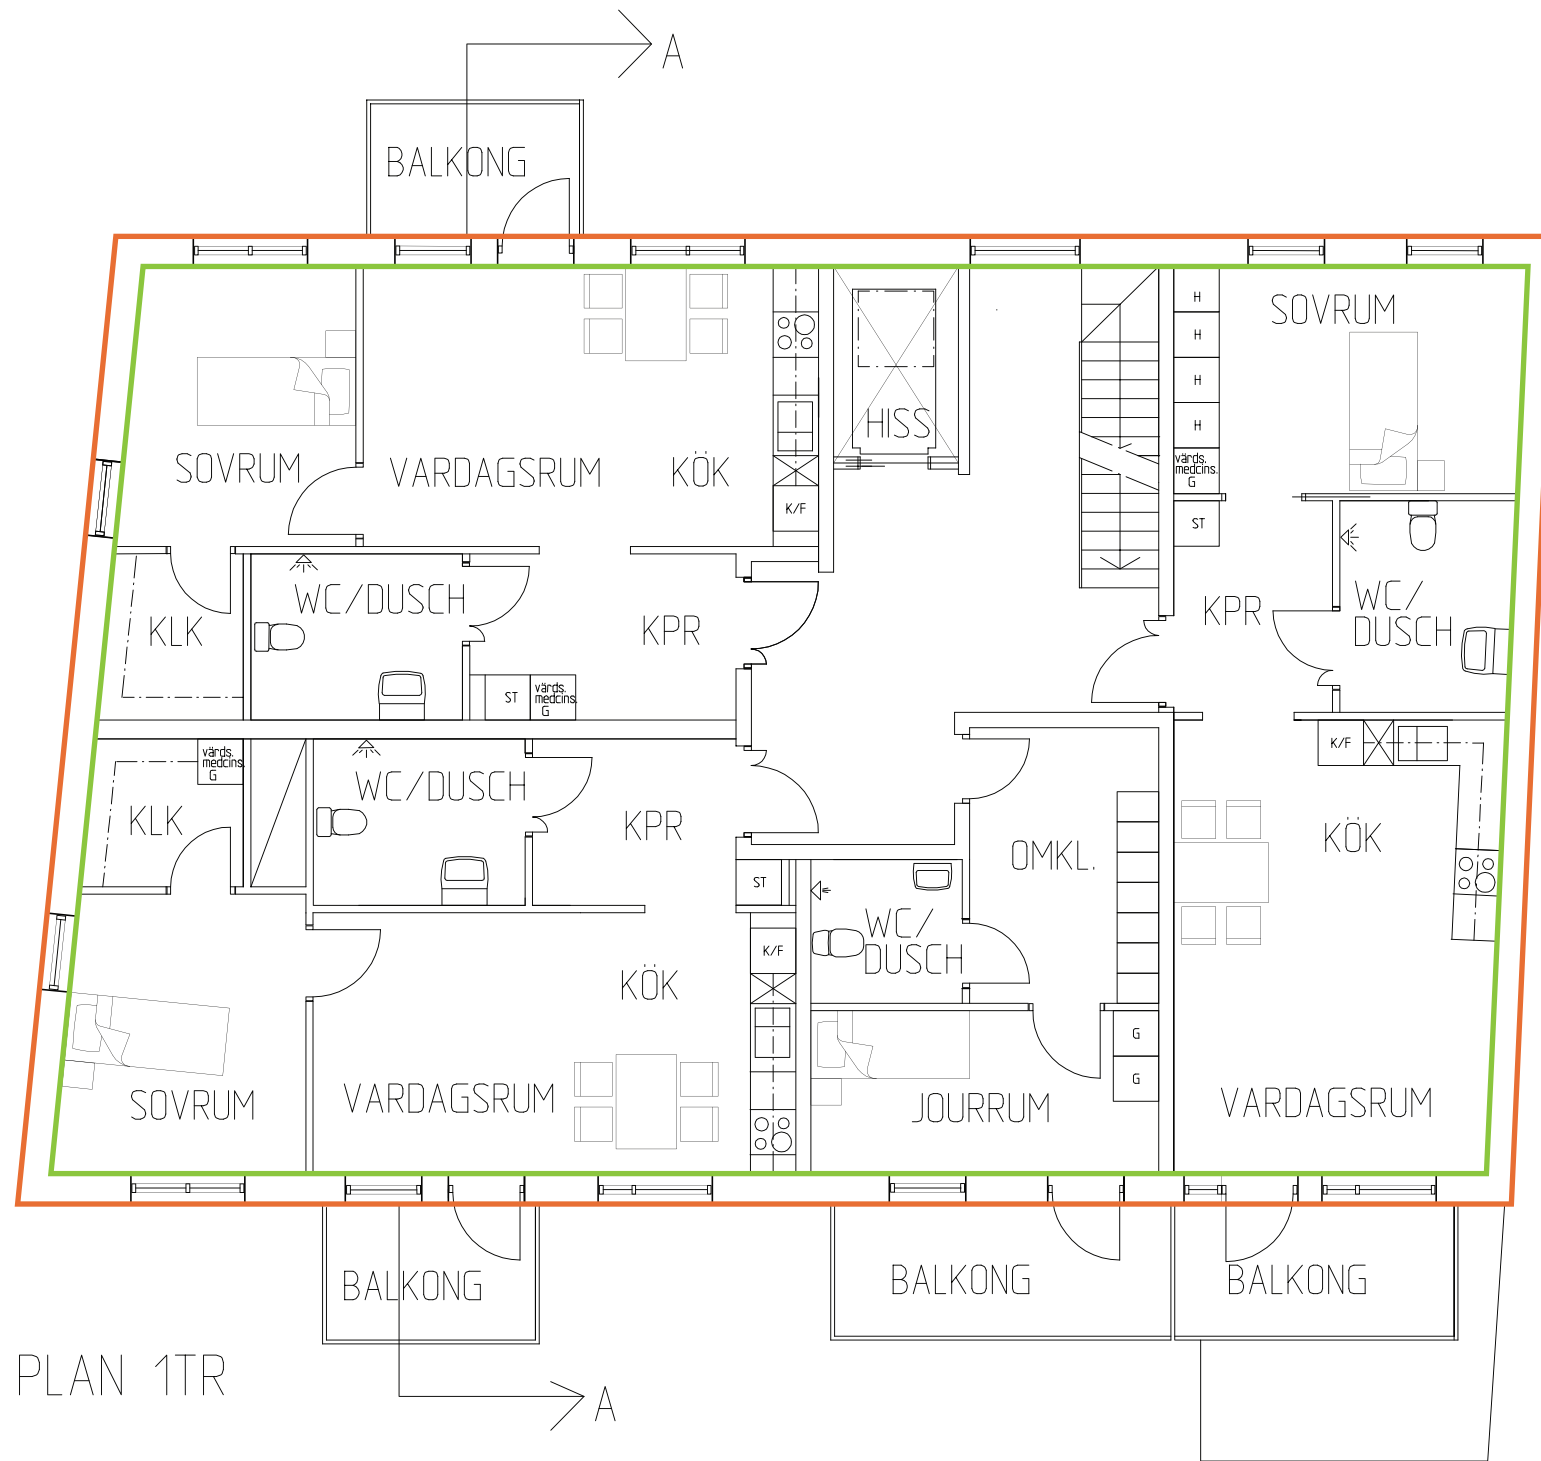 A
BALKONG
SOVRUM
VARDAGSRUM
KÖK
K/F
HISS
H
H
H
H
värds.
medcins.
G
ST
SOVRUM
KLK
WC/DUSCH
KPR
ST
värds.
medcins.
G
KPR
WC/
DUSCH
värds.
medcins.
G
KLK
WC/DUSCH
KPR
ST
OMKL.
K/F
KÖK
WC/
DUSCH
K/F
KÖK
SOVRUM
VARDAGSRUM
JOURRUM
G
G
VARDAGSRUM
BALKONG
BALKONG
BALKONG
PLAN 1TR
A